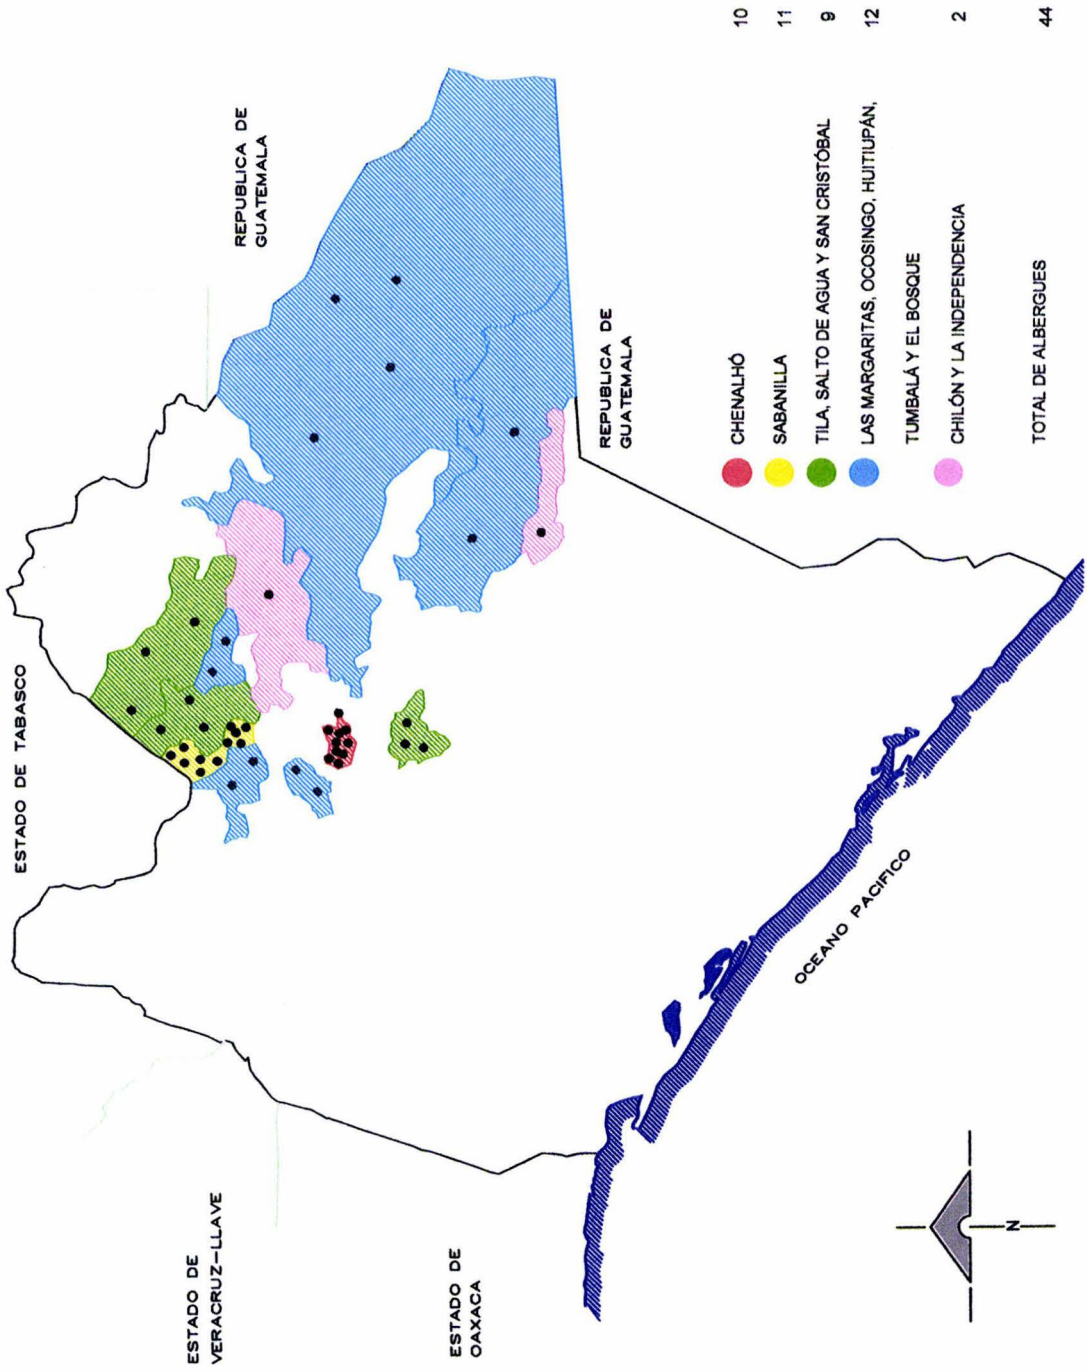 ESTADO DE TABASCO
ESTADO DE
VERACRUZ-LLAVE
REPUBLICA DE
GUATEMALA
ESTADO DE
OAXACA
REPUBLICA DE
GUATEMALA
OCEANO PACIFICO
N
CHENALHÓ 10
SABANILLA 11
TILA, SALTO DE AGUA Y SAN CRISTÓBAL 9
LAS MARGARITAS, OCOSINGO, HUITIUPÁN, 12
TUMBALÁ Y EL BOSQUE
CHILÓN Y LA INDEPENDENCIA 2
TOTAL DE ALBERGUES 44